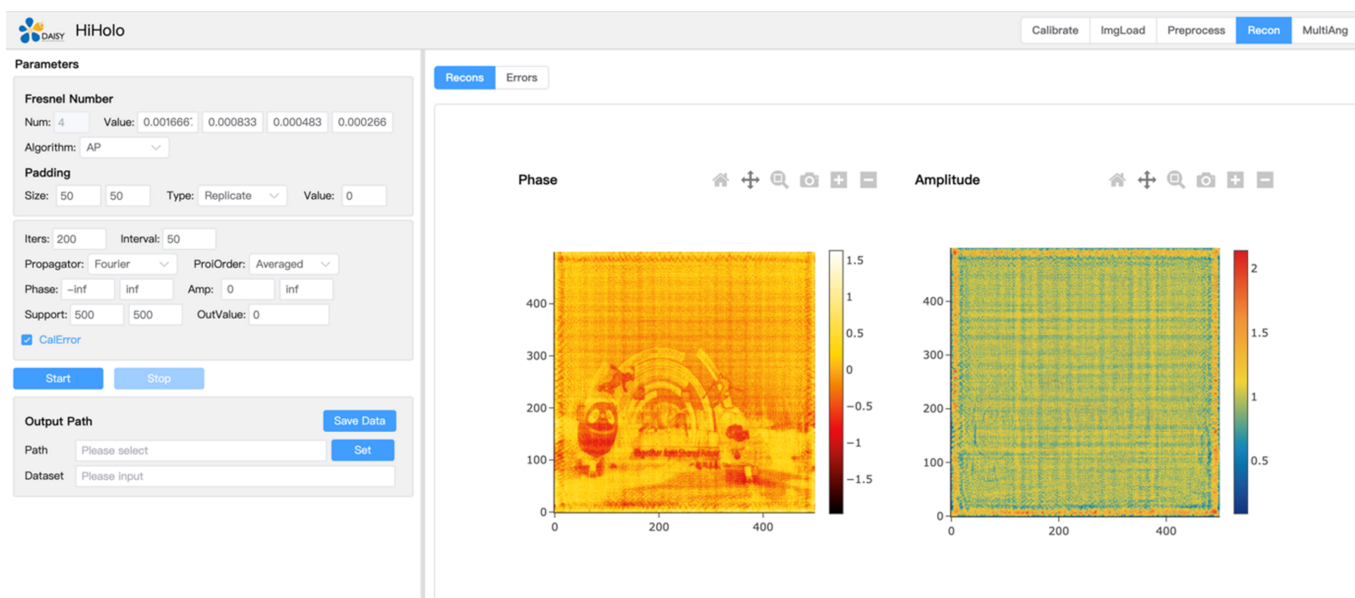 DAISY HiHolo
Calibrate ImgLoad Preprocess Recon MultiAng
Parameters
Fresnel Number
Num: 4 Value: 0.001666 0.000833 0.000483 0.000266
Algorithm: AP
Padding
Size: 50 50 Type: Replicate Value: 0
Iters: 200 Interval: 50
Propagator: Fourier ProiOrder: Averaged
Phase: −inf inf Amp: 0 inf
Support: 500 500 OutValue: 0
CalError
Start Stop
Output Path Save Data
Path Please select Set
Dataset Please input
Recons Errors
Phase
1.5
1
0.5
0
−0.5
−1
−1.5
400
300
200
100
0
0 200 400
Amplitude
2
1.5
1
0.5
400
300
200
100
0
0 200 400